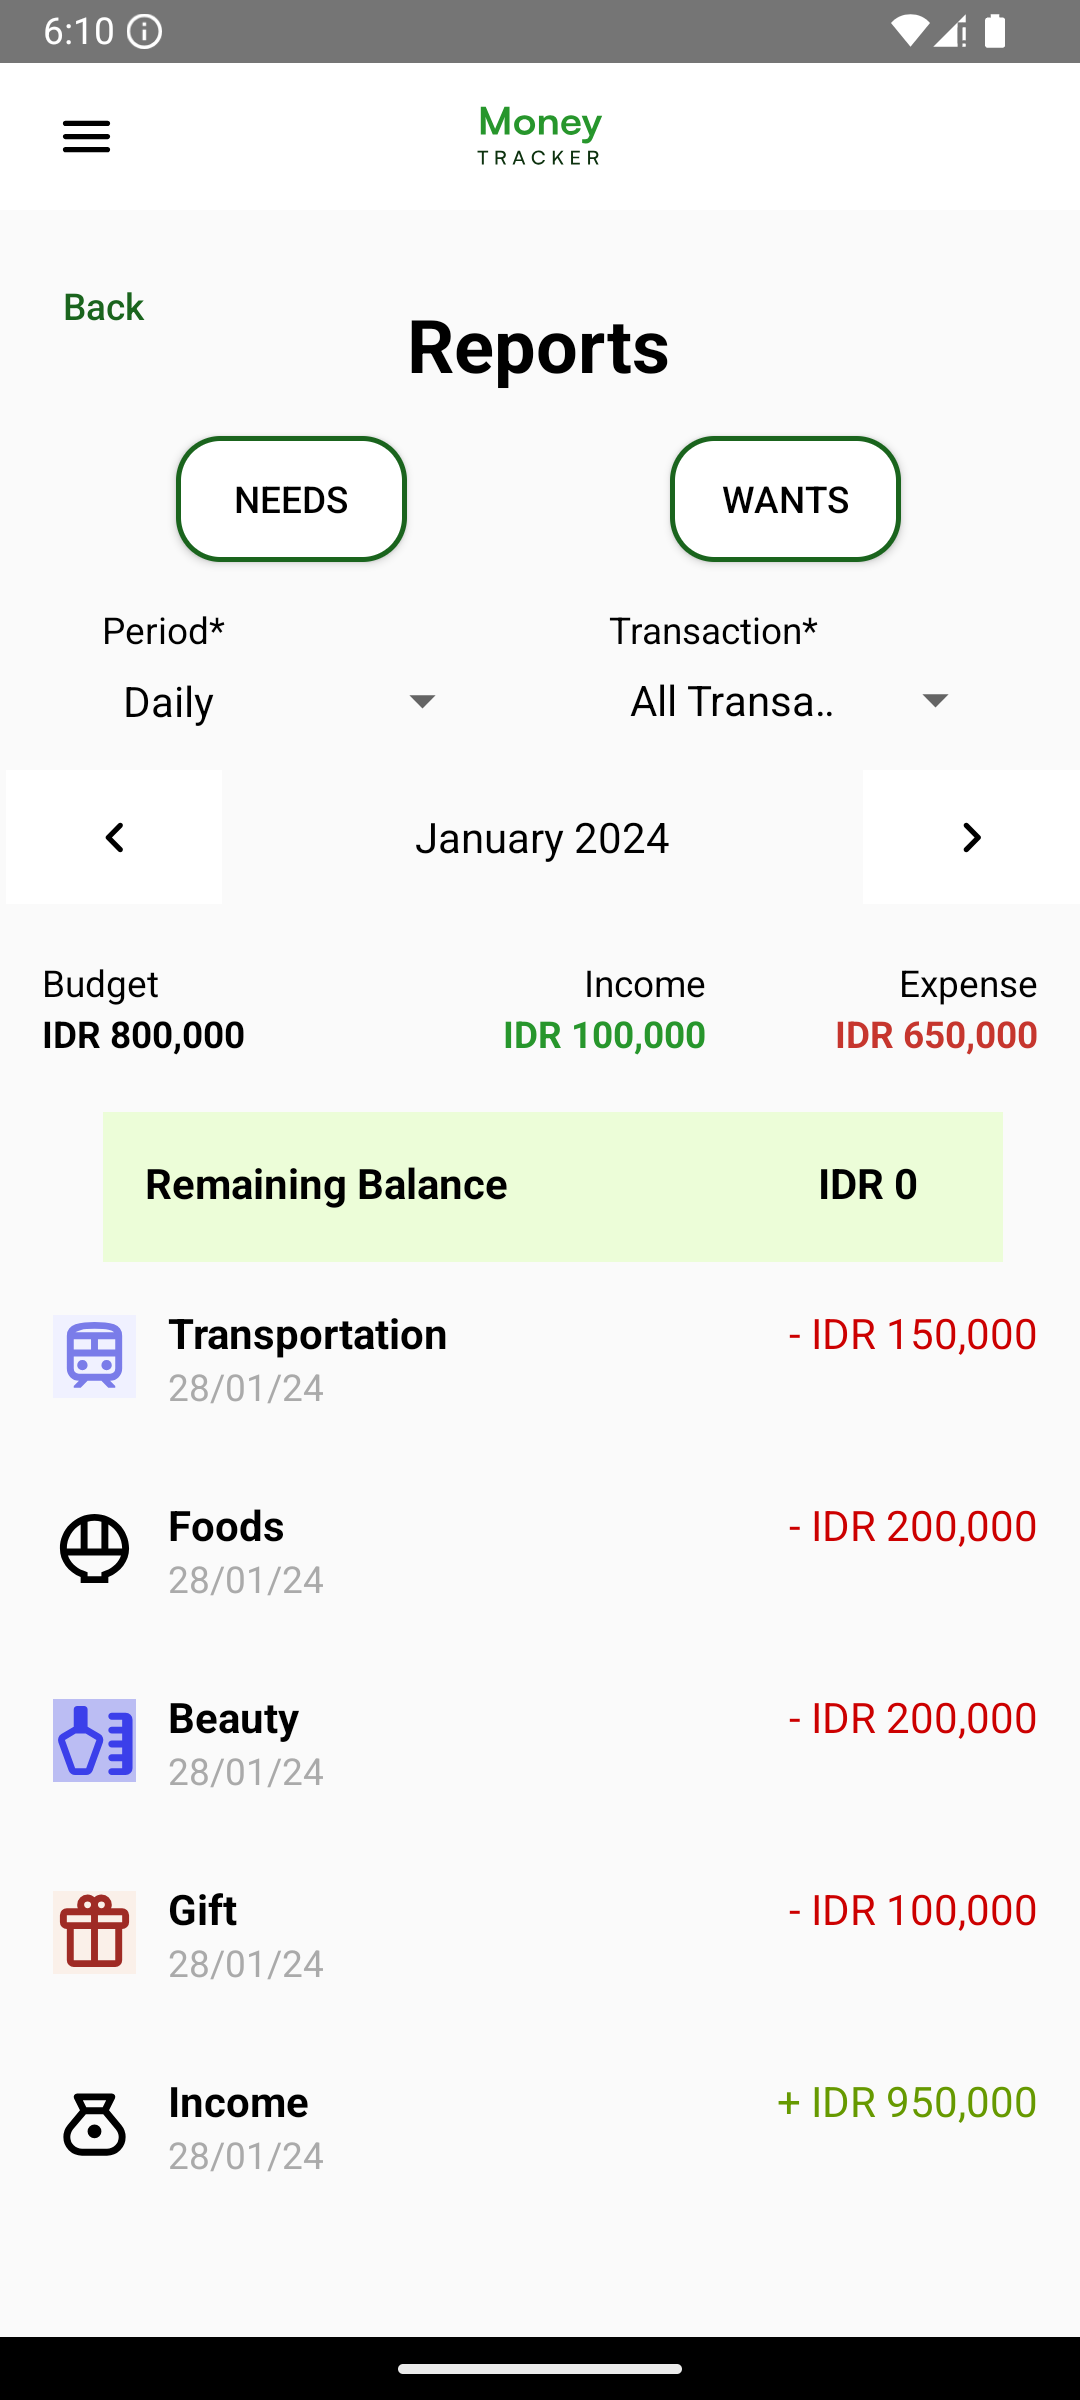 6:10
Money
TRACKER
Back
Reports
NEEDS WANTS
Period* Transaction*
Daily All Transa..
January 2024
Budget Income Expense
IDR 800,000 IDR 100,000 IDR 650,000
Remaining Balance IDR 0
Transportation - IDR 150,000
28/01/24
Foods - IDR 200,000
28/01/24
Beauty - IDR 200,000
28/01/24
Gift - IDR 100,000
28/01/24
Income + IDR 950,000
28/01/24